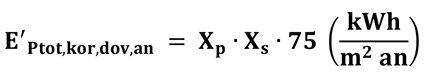 E′Ptot,kor,dov,an = Xp · Xs · 75 (kWh / m² an)